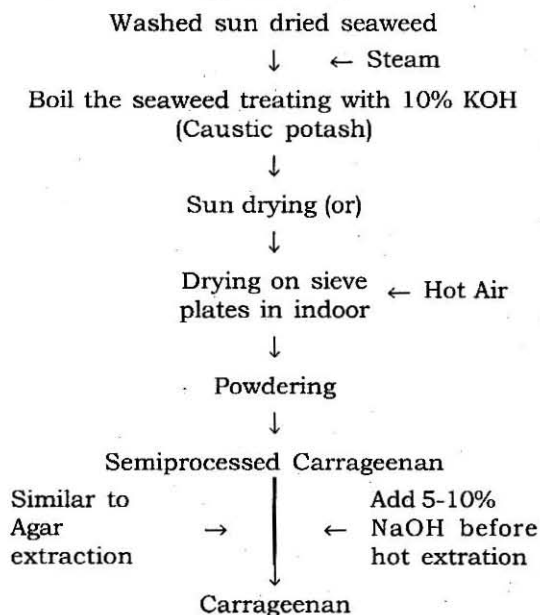 Washed sun dried seaweed
↓ ← Steam
Boil the seaweed treating with 10% KOH
(Caustic potash)
↓
Sun drying (or)
↓
Drying on sieve
plates in indoor ← Hot Air
↓
Powdering
↓
Semiprocessed Carrageenan
Similar to
Agar
extraction
→
← Add 5-10%
NaOH before
hot extration
Carrageenan